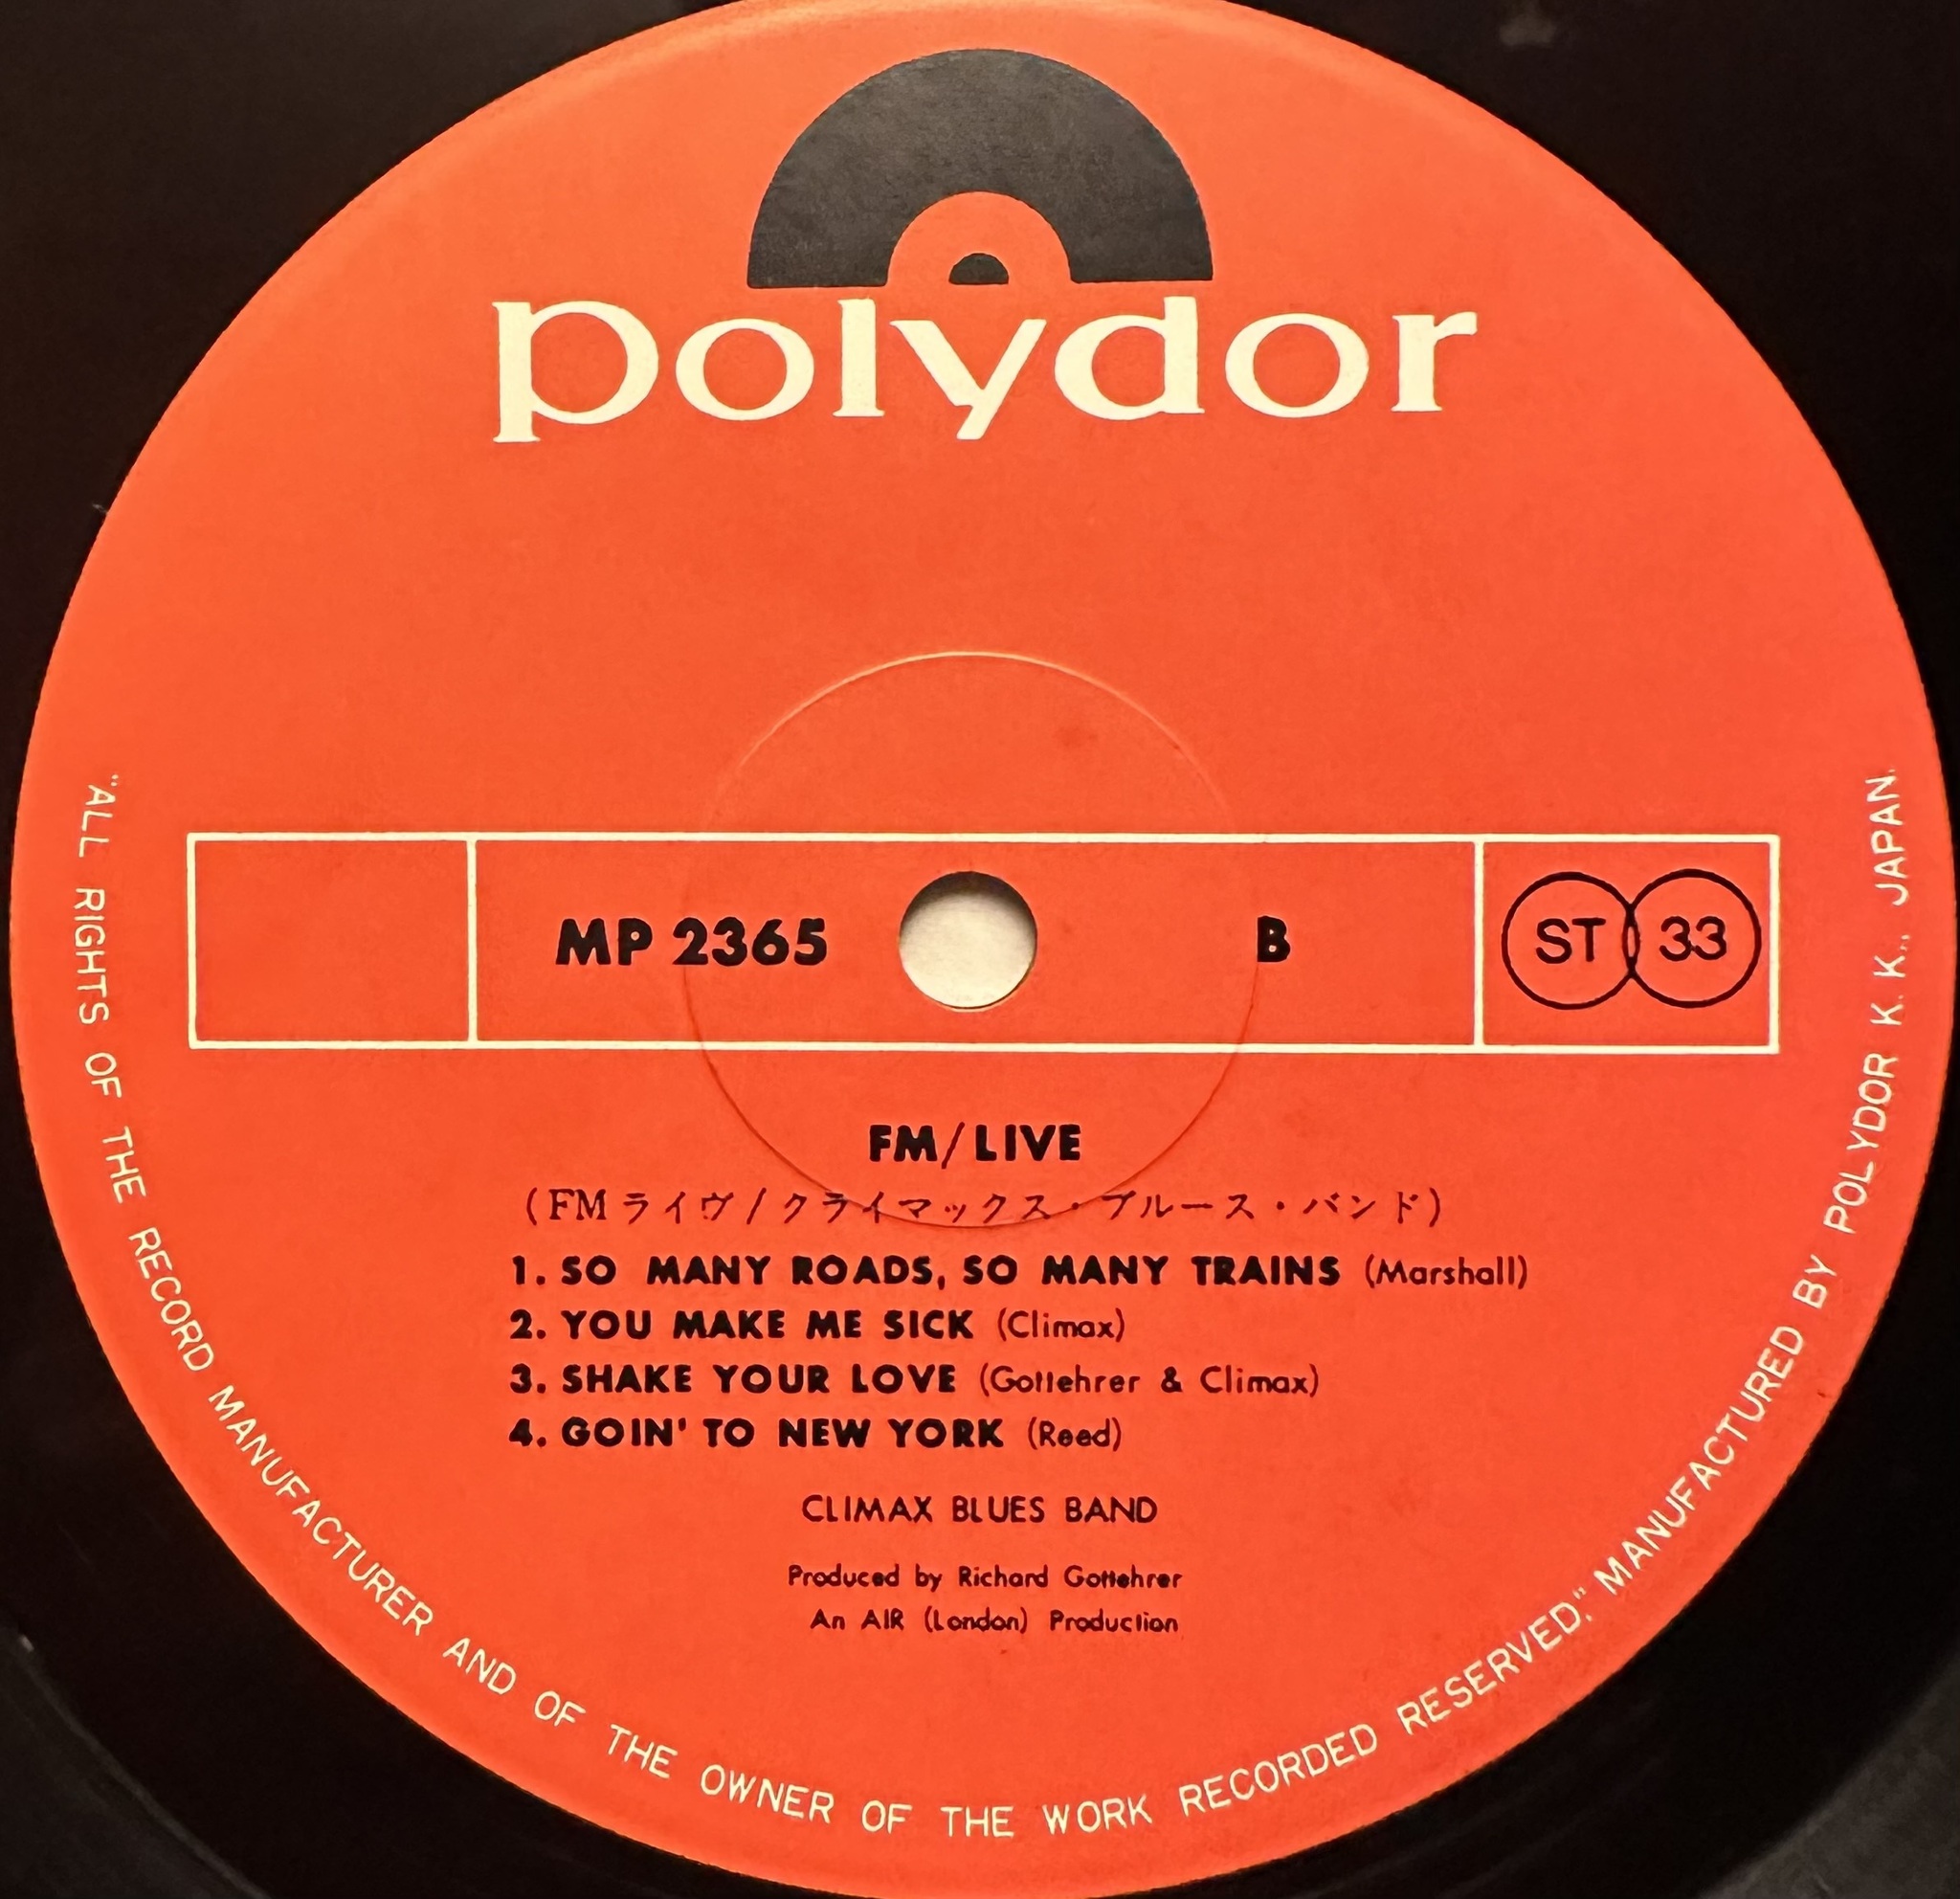 polydor
MP 2365 B ST 33
FM/LIVE
(FMライヴ/クライマックス・ブルース・バンド)
1. SO MANY ROADS, SO MANY TRAINS (Marshall)
2. YOU MAKE ME SICK (Climax)
3. SHAKE YOUR LOVE (Gottehrer & Climax)
4. GOIN' TO NEW YORK (Reed)
CLIMAX BLUES BAND
Produced by Richard Gottehrer
An AIR (London) Production
"ALL RIGHTS OF THE RECORD MANUFACTURER AND OF THE OWNER OF THE WORK RECORDED RESERVED," MANUFACTURED BY POLYDOR K. K., JAPAN.